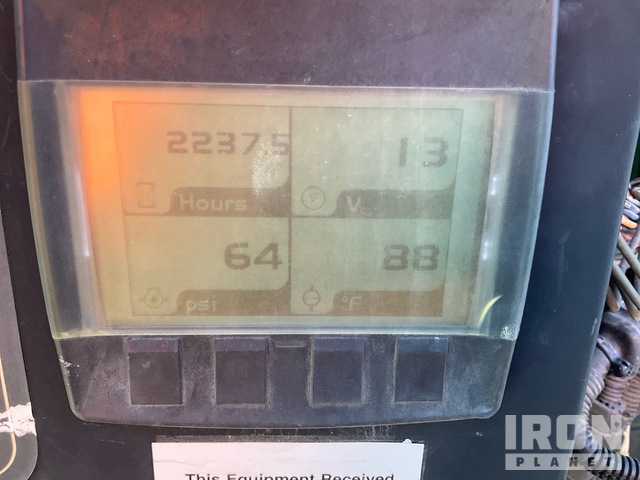 2237.5 13
Hours V
64 88
psi °F
This Equipment Received
IRON
PLANET